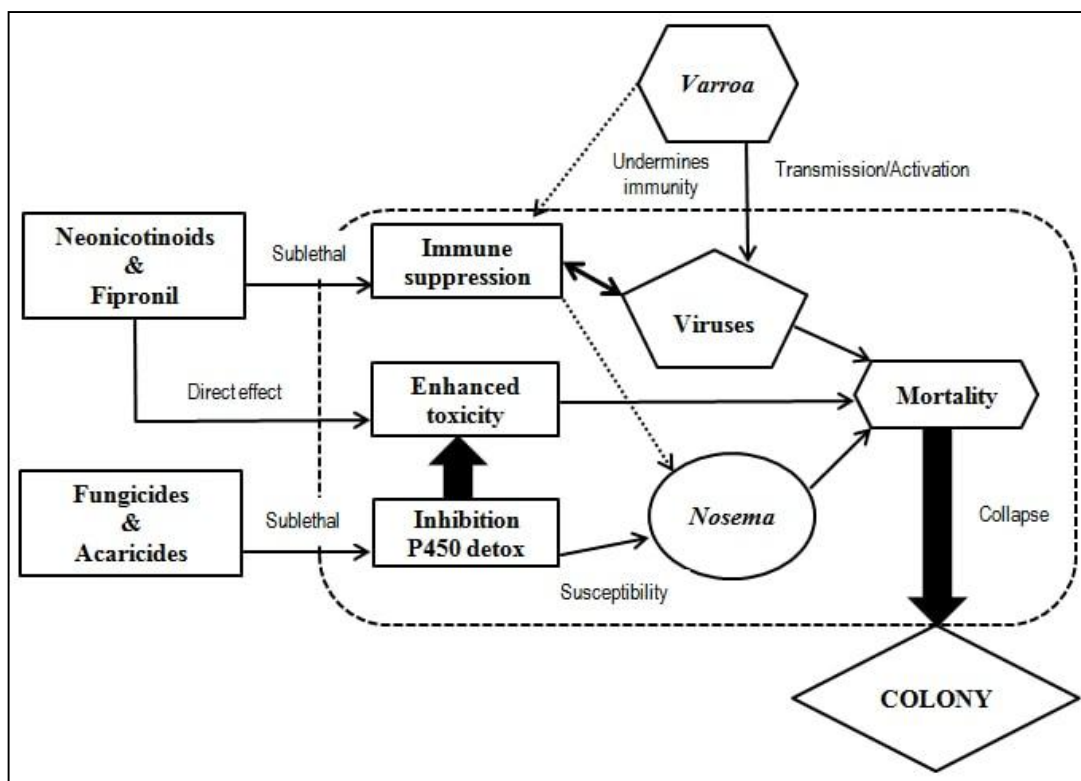 Varroa
Undermines
immunity
Transmission/Activation
Neonicotinoids
&
Fipronil
Sublethal
Immune
suppression
Viruses
Direct effect
Enhanced
toxicity
Mortality
Fungicides
&
Acaricides
Sublethal
Inhibition
P450 detox
Nosema
Collapse
Susceptibility
COLONY